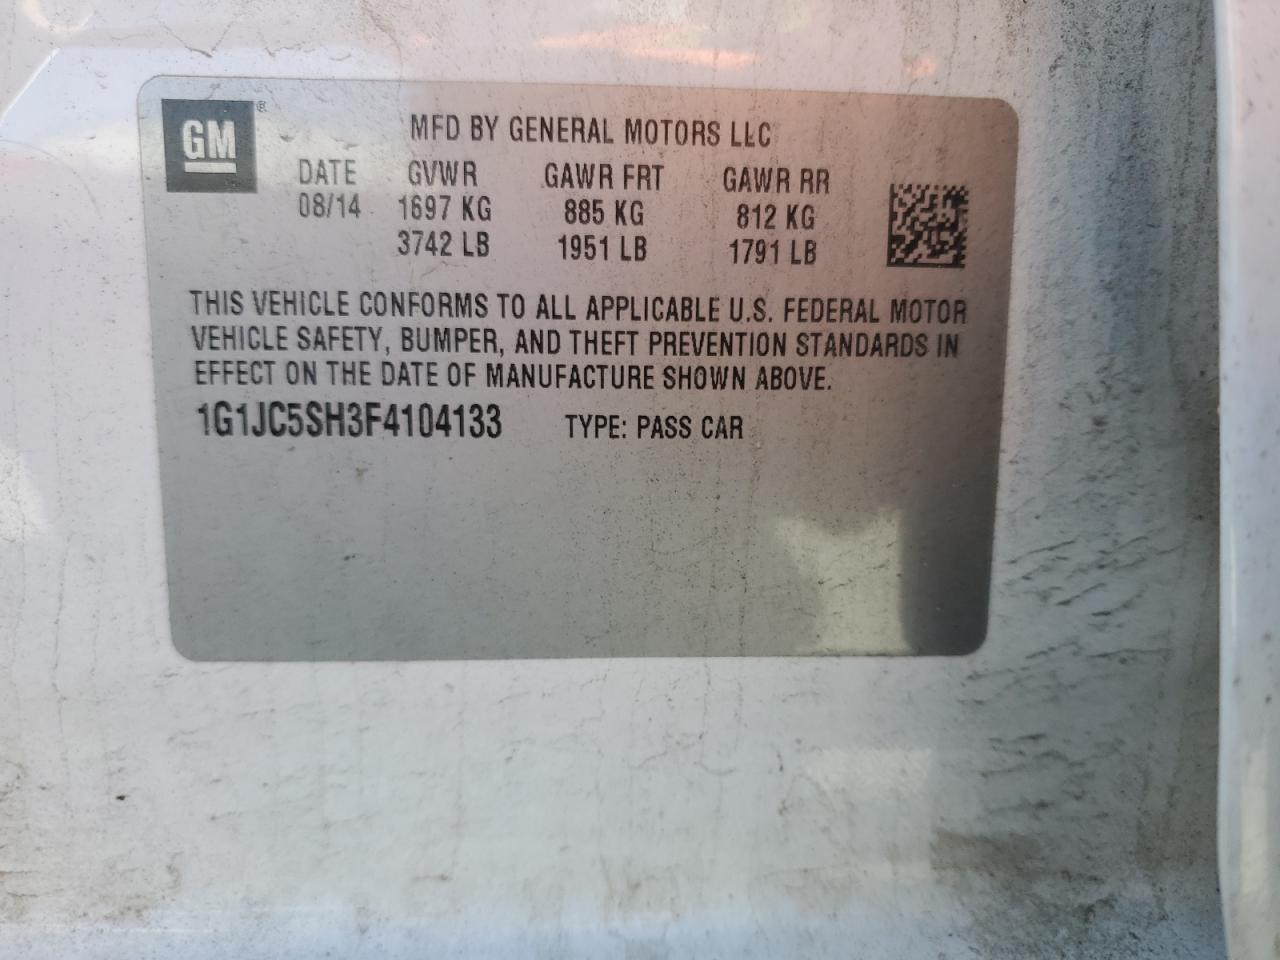 GM ®
MFD BY GENERAL MOTORS LLC
DATE GVWR GAWR FRT GAWR RR
08/14 1697 KG 885 KG 812 KG
3742 LB 1951 LB 1791 LB
THIS VEHICLE CONFORMS TO ALL APPLICABLE U.S. FEDERAL MOTOR
VEHICLE SAFETY, BUMPER, AND THEFT PREVENTION STANDARDS IN
EFFECT ON THE DATE OF MANUFACTURE SHOWN ABOVE.
1G1JC5SH3F4104133 TYPE: PASS CAR